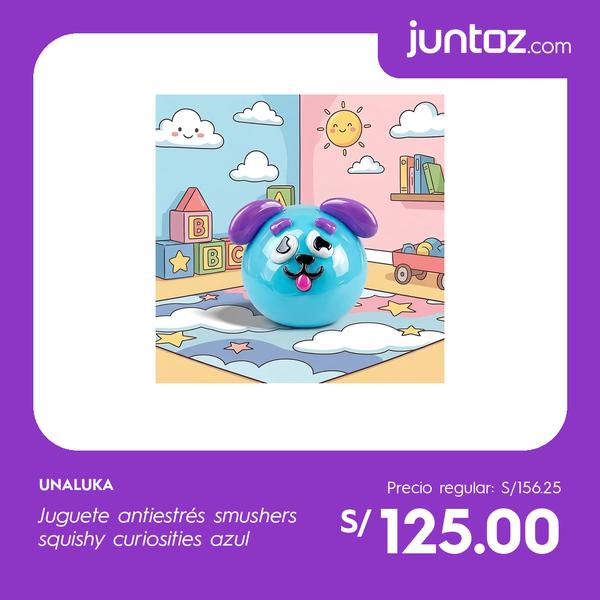 juntoz.com
A
B
B C
UNALUKA
Juguete antiestrés smushers
squishy curiosities azul
Precio regular: S/156.25
S/125.00